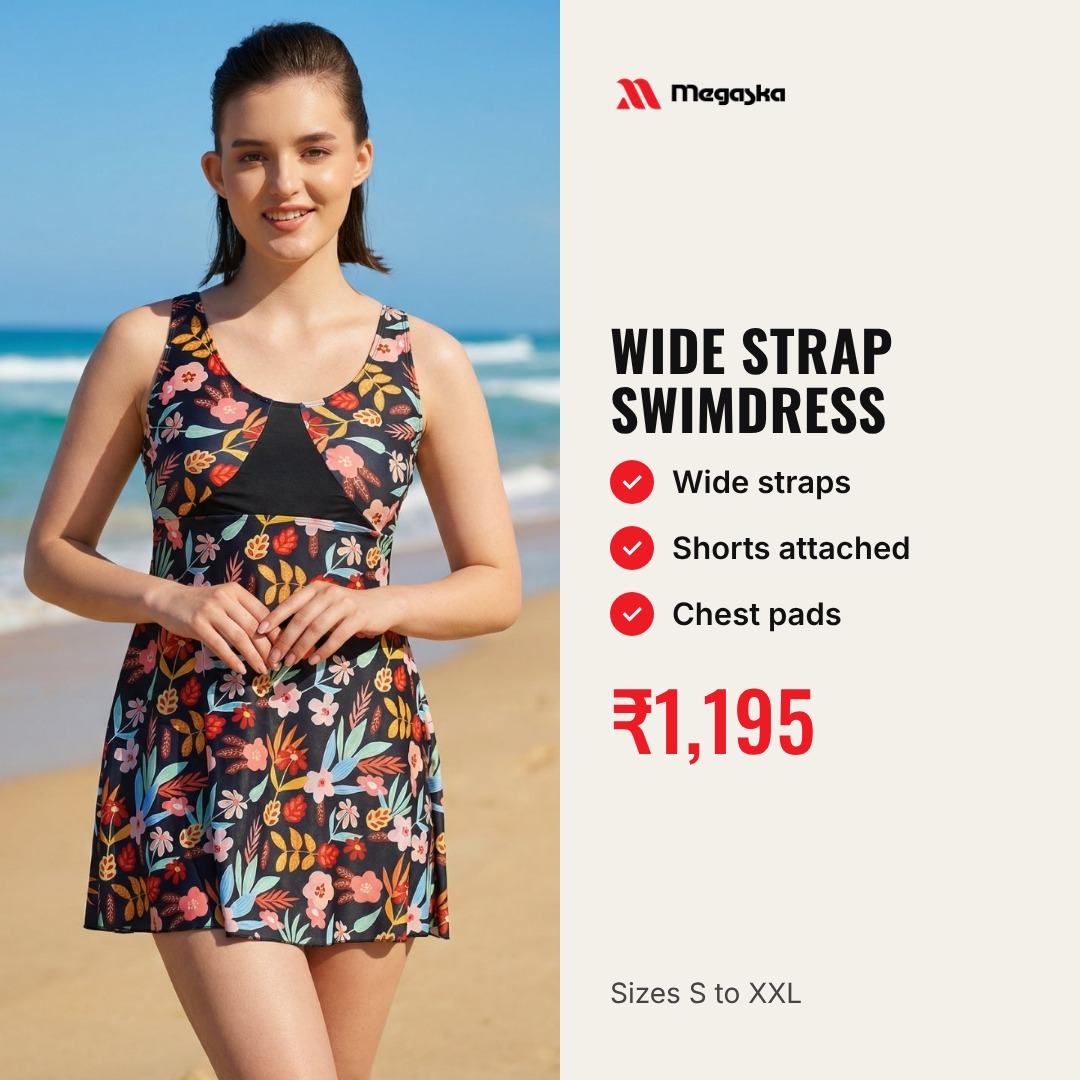 Megaska
WIDE STRAP
SWIMDRESS
Wide straps
Shorts attached
Chest pads
₹1,195
Sizes S to XXL